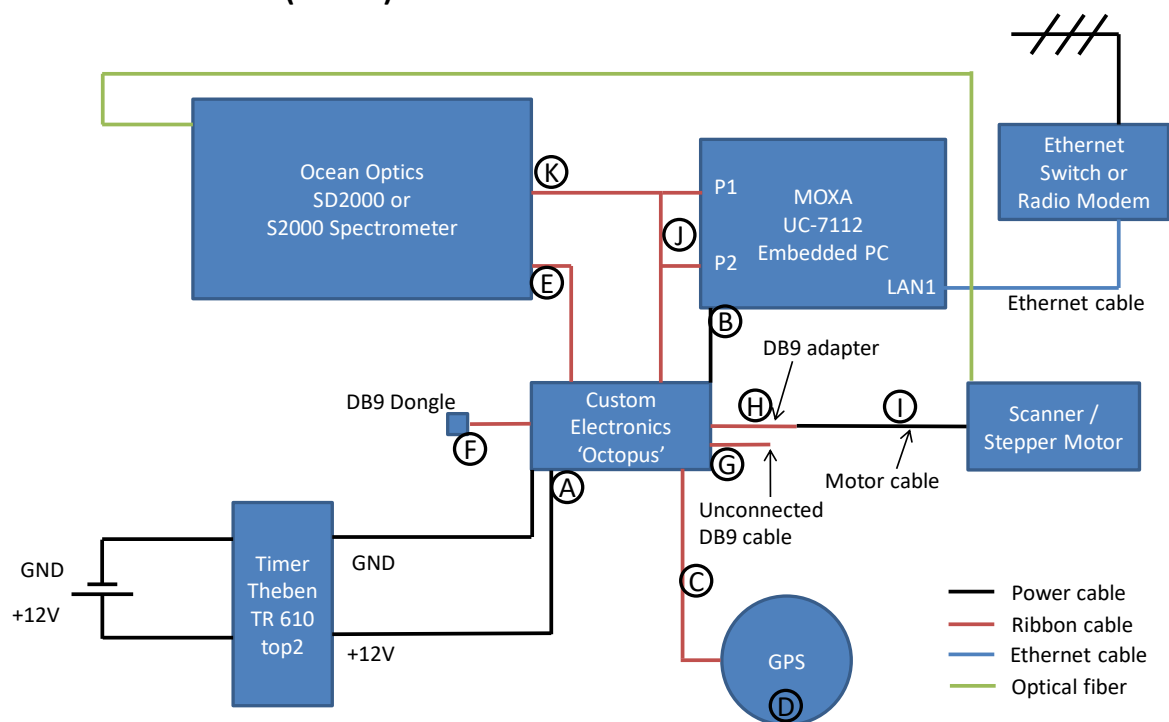 Ocean Optics
SD2000 or
S2000 Spectrometer
K
E
J
P1
P2
MOXA
UC-7112
Embedded PC
LAN1
B
Ethernet
Switch or
Radio Modem
Ethernet cable
DB9 Dongle
F
Custom
Electronics
'Octopus'
A
H
DB9 adapter
I
Motor cable
G
Unconnected
DB9 cable
Scanner /
Stepper Motor
GND
+12V
Timer
Theben
TR 610
top2
GND
+12V
C
GPS
D
Power cable
Ribbon cable
Ethernet cable
Optical fiber